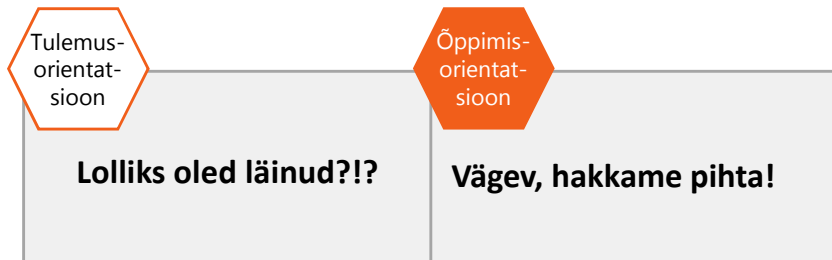 Tulemus-
orientat-
sioon
Õppimis-
orientat-
sioon
Lolliks oled läinud?!?
Vägev, hakkame pihta!